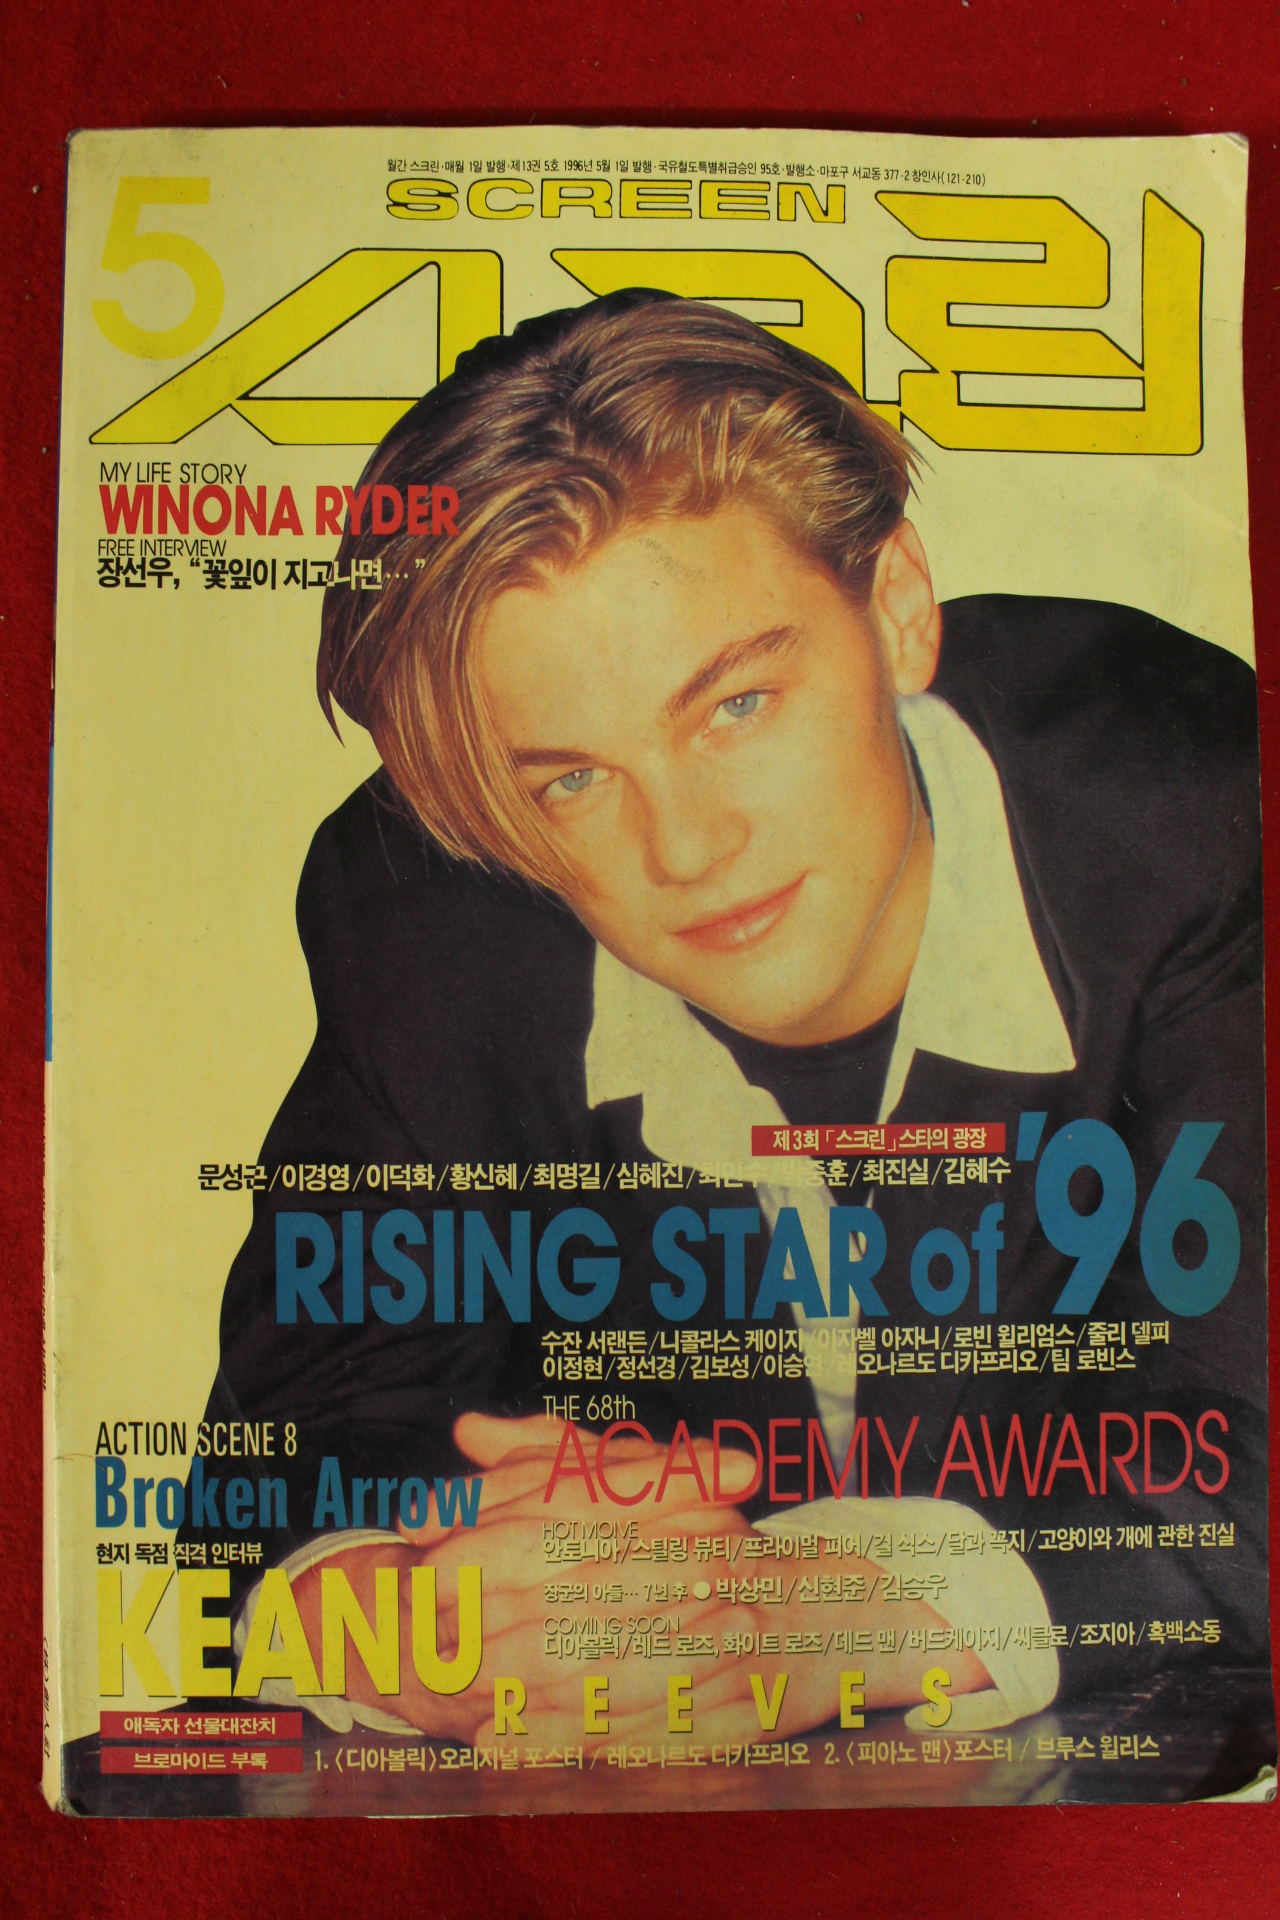 월간 스크린·매월 1일 발행·제13권 5호 1996년 5월 1일 발행·국유철도특별취급승인 95호·발행소·마포구 서교동 377-2 창인사(121-210)
5
SCREEN
스크린
MY LIFE STORY
WINONA RYDER
FREE INTERVIEW
장선우, “꽃잎이 지고나면…”
제3회 「스크린」 스타의 광장
문성근/이경영/이덕화/황신혜/최명길/심혜진/최민수/박중훈/최진실/김혜수
RISING STAR of '96
수잔 서랜든/니콜라스 케이지/이자벨 아자니/로빈 윌리엄스/줄리 델피
이정현/정선경/김보성/이승연/레오나르도 디카프리오/팀 로빈스
THE 68th
ACADEMY AWARDS
ACTION SCENE 8
Broken Arrow
현지 독점 직격 인터뷰
KEANU
REEVES
HOT MOIVE
안토니아/스틸링 뷰티/프라이멀 피어/걸 식스/달과 꼭지/고양이와 개에 관한 진실
장군의 아들… 7년 후 ● 박상민/신현준/김승우
COMING SOON
디아볼릭/레드 로즈, 화이트 로즈/데드 맨/버드케이지/씨클로/조지아/흑백소동
애독자 선물대잔치
브로마이드 부록 1. 〈디아볼릭〉오리지널 포스터 / 레오나르도 디카프리오 2. 〈피아노 맨〉포스터 / 브루스 윌리스